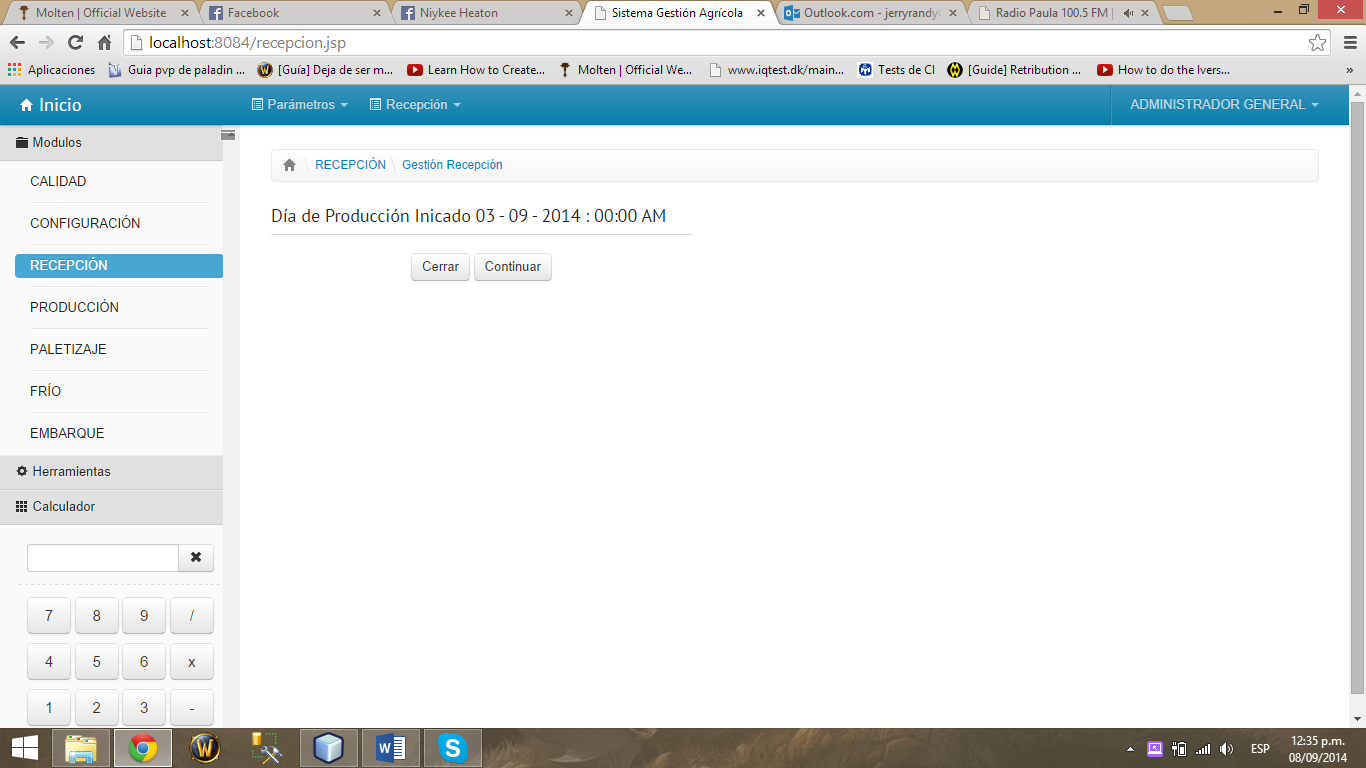 Molten | Official Website
Facebook
Niykee Heaton
Sistema Gestión Agrícola
Outlook.com - jerryrandy
Radio Paula 100.5 FM |
localhost:8084/recepcion.jsp
Aplicaciones
Guia pvp de paladin ...
[Guía] Deja de ser m...
Learn How to Create...
Molten | Official We...
www.iqtest.dk/main...
Tests de CI
[Guide] Retribution ...
How to do the Ivers...
»
Inicio
Parámetros
Recepción
ADMINISTRADOR GENERAL
Modulos
CALIDAD
CONFIGURACIÓN
RECEPCIÓN
PRODUCCIÓN
PALETIZAJE
FRÍO
EMBARQUE
Herramientas
Calculador
7 8 9 /
4 5 6 x
1 2 3 -
RECEPCIÓN \ Gestión Recepción
Día de Producción Inicado 03 - 09 - 2014 : 00:00 AM
Cerrar Continuar
ESP
12:35 p.m.
08/09/2014